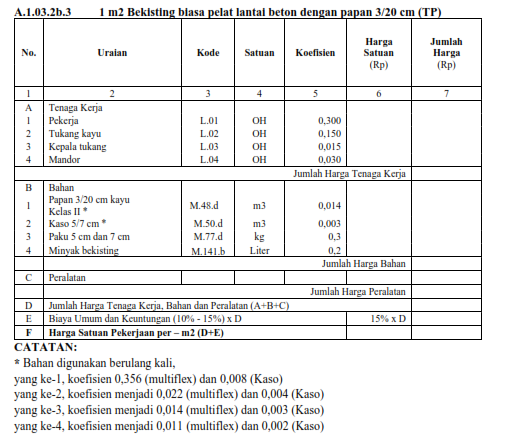 A.1.03.2b.3 1 m2 Bekisting biasa pelat lantai beton dengan papan 3/20 cm (TP)
No. Uraian Kode Satuan Koefisien Harga Satuan (Rp) Jumlah Harga (Rp)
1 2 3 4 5 6 7
A Tenaga Kerja
1 Pekerja L.01 OH 0,300
2 Tukang kayu L.02 OH 0,150
3 Kepala tukang L.03 OH 0,015
4 Mandor L.04 OH 0,030
Jumlah Harga Tenaga Kerja
B Bahan
1 Papan 3/20 cm kayu Kelas II * M.48.d m3 0,014
2 Kaso 5/7 cm * M.50.d m3 0,003
3 Paku 5 cm dan 7 cm M.77.d kg 0,3
4 Minyak bekisting M.141.b Liter 0,2
Jumlah Harga Bahan
C Peralatan
Jumlah Harga Peralatan
D Jumlah Harga Tenaga Kerja, Bahan dan Peralatan (A+B+C)
E Biaya Umum dan Keuntungan (10% - 15%) x D 15% x D
F Harga Satuan Pekerjaan per – m2 (D+E)
CATATAN:
* Bahan digunakan berulang kali,
yang ke-1, koefisien 0,356 (multiflex) dan 0,008 (Kaso)
yang ke-2, koefisien menjadi 0,022 (multiflex) dan 0,004 (Kaso)
yang ke-3, koefisien menjadi 0,014 (multiflex) dan 0,003 (Kaso)
yang ke-4, koefisien menjadi 0,011 (multiflex) dan 0,002 (Kaso)